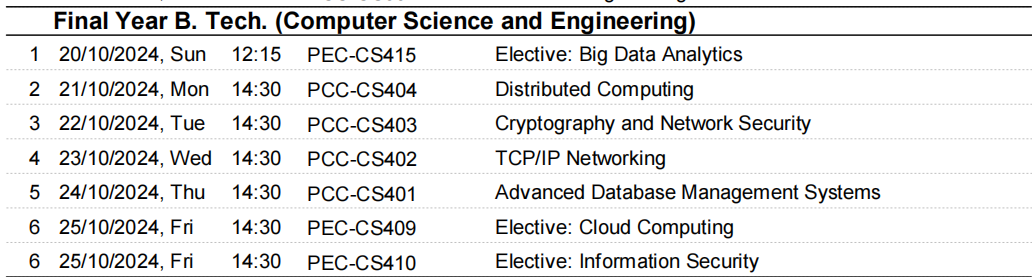 Final Year B. Tech. (Computer Science and Engineering)
1 20/10/2024, Sun 12:15 PEC-CS415 Elective: Big Data Analytics
2 21/10/2024, Mon 14:30 PCC-CS404 Distributed Computing
3 22/10/2024, Tue 14:30 PCC-CS403 Cryptography and Network Security
4 23/10/2024, Wed 14:30 PCC-CS402 TCP/IP Networking
5 24/10/2024, Thu 14:30 PCC-CS401 Advanced Database Management Systems
6 25/10/2024, Fri 14:30 PEC-CS409 Elective: Cloud Computing
6 25/10/2024, Fri 14:30 PEC-CS410 Elective: Information Security